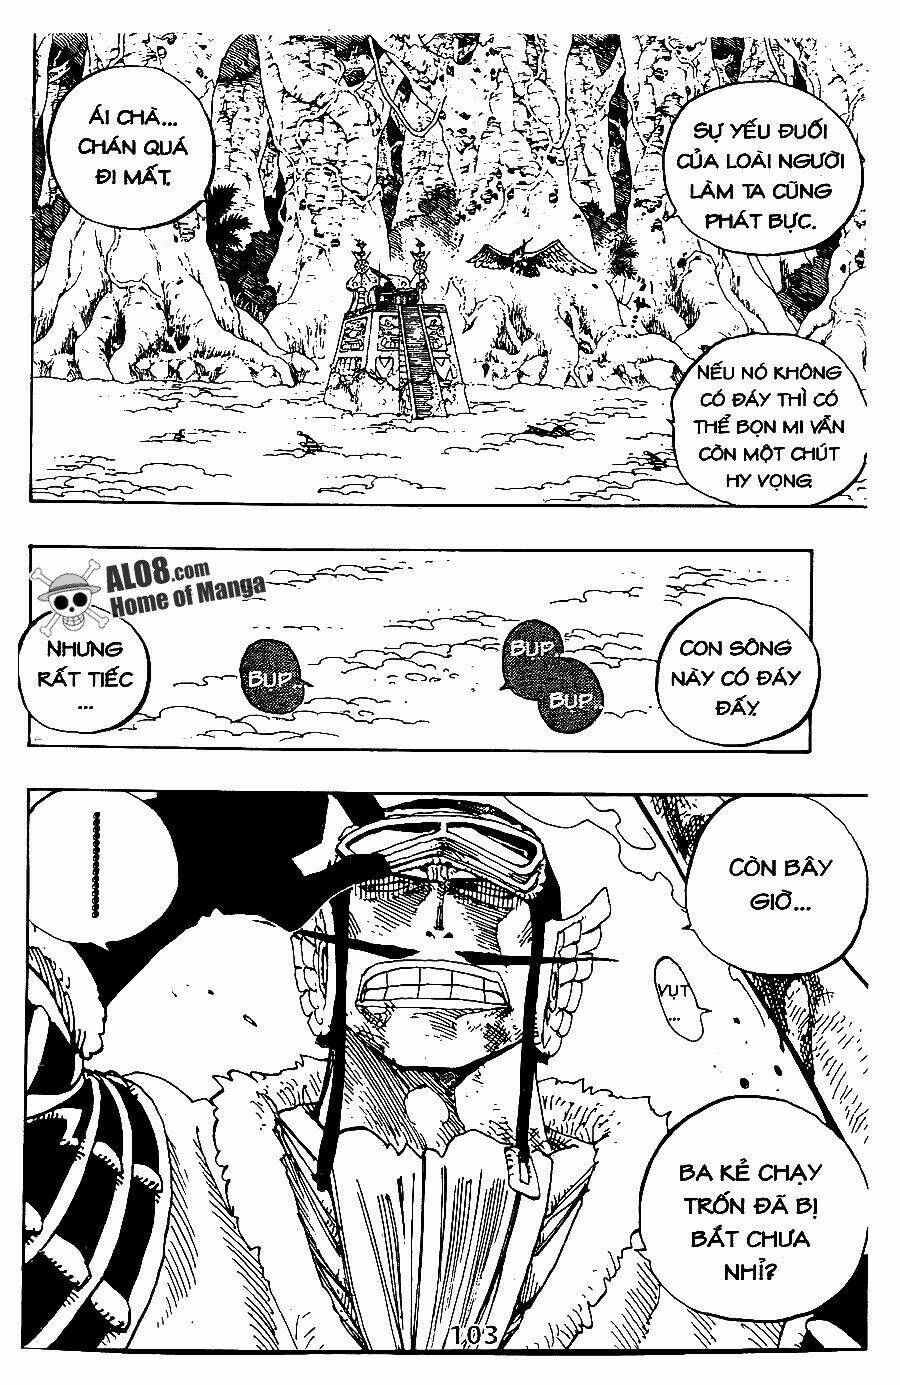 SỰ YẾU ĐUỐI
CỦA LOÀI NGƯỜI
LÀM TA CŨNG
PHÁT BỰC.
ÁI CHÀ...
CHÁN QUÁ
ĐI MẤT.
NẾU NÓ KHÔNG
CÓ ĐÁY THÌ CÓ
THỂ BỌN MI VẪN
CÒN MỘT CHÚT
HY VỌNG
AL08.com
Home of Manga
CON SÔNG
NÀY CÓ ĐÁY
ĐẤY.
BUP..
BUP..
BUP..
NHƯNG
RẤT TIẾC
...
CÒN BÂY
GIỜ...
VỤT
...
BA KẺ CHẠY
TRỐN ĐÃ BỊ
BẮT CHƯA
NHỈ?
103